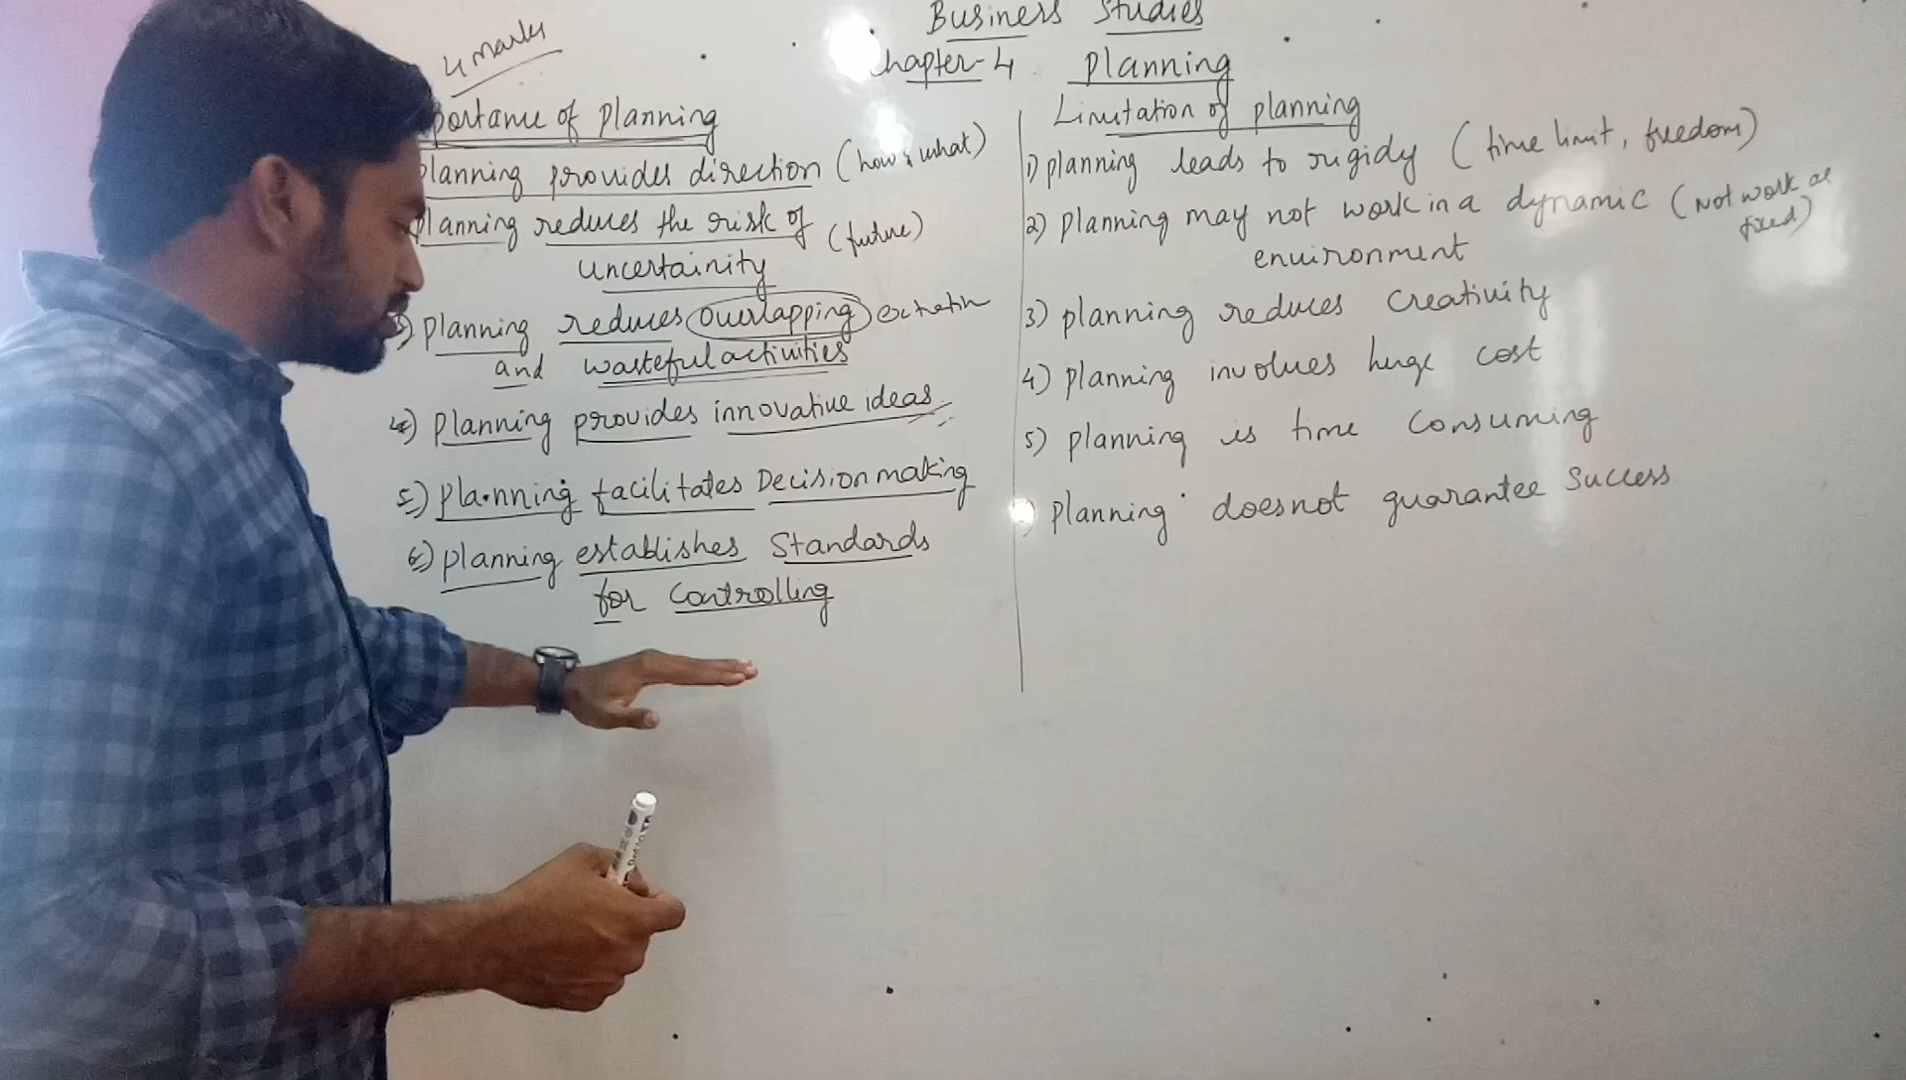 Business Studies
Chapter-4 Planning
4 marks
portance of planning
planning provides direction (how & what)
planning reduces the risk of
uncertainity (future)
3) planning reduces overlapping
and wasteful activities
4) Planning provides innovative ideas
5) planning facilitates Decision making
6) planning establishes Standards
for Controlling
Limitation of planning
1) planning leads to rigidy (time limit, freedom)
2) planning may not work in a dynamic (not work as
environment fixed)
3) planning reduces Creativity
4) planning involves huge cost
5) planning is time Consuming
planning doesnot guarantee Success